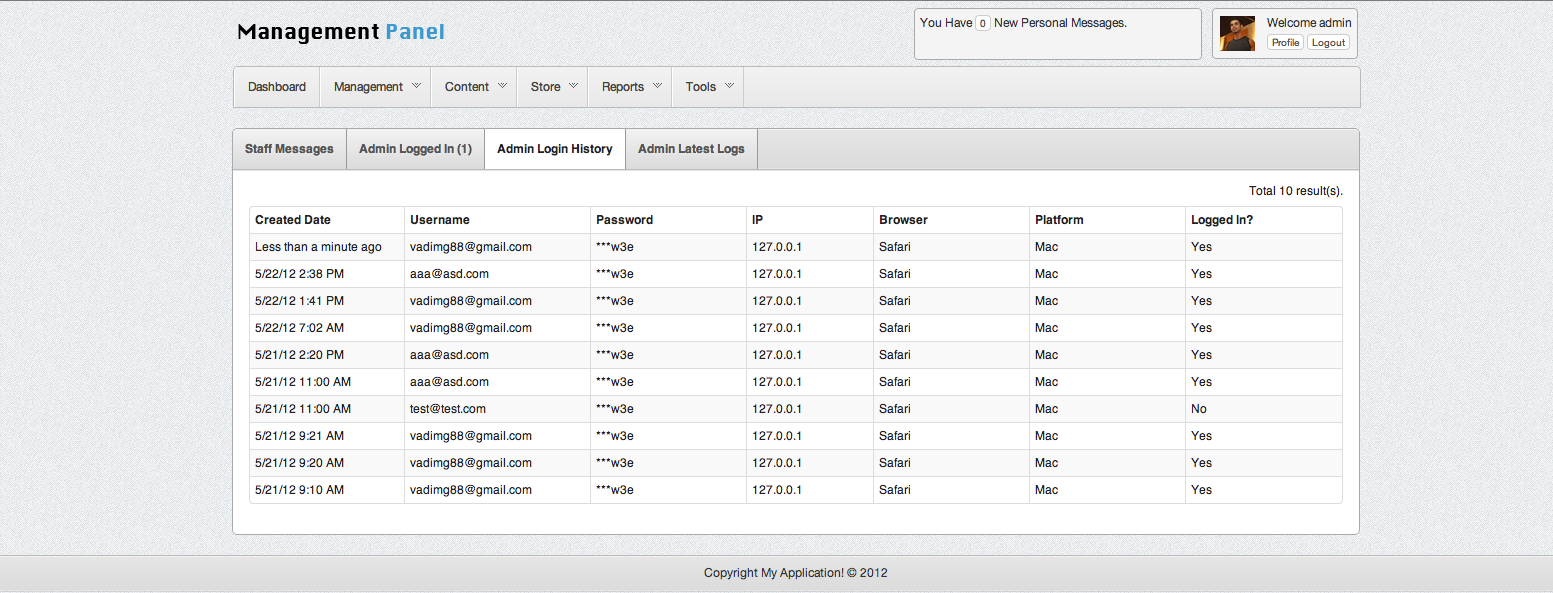 Management Panel
You Have 0 New Personal Messages.
Welcome admin
Profile Logout
Dashboard Management Content Store Reports Tools
Staff Messages Admin Logged In (1) Admin Login History Admin Latest Logs
Total 10 result(s).
Created Date Username Password IP Browser Platform Logged In?
Less than a minute ago vadimg88@gmail.com ***w3e 127.0.0.1 Safari Mac Yes
5/22/12 2:38 PM aaa@asd.com ***w3e 127.0.0.1 Safari Mac Yes
5/22/12 1:41 PM vadimg88@gmail.com ***w3e 127.0.0.1 Safari Mac Yes
5/22/12 7:02 AM vadimg88@gmail.com ***w3e 127.0.0.1 Safari Mac Yes
5/21/12 2:20 PM aaa@asd.com ***w3e 127.0.0.1 Safari Mac Yes
5/21/12 11:00 AM aaa@asd.com ***w3e 127.0.0.1 Safari Mac Yes
5/21/12 11:00 AM test@test.com ***w3e 127.0.0.1 Safari Mac No
5/21/12 9:21 AM vadimg88@gmail.com ***w3e 127.0.0.1 Safari Mac Yes
5/21/12 9:20 AM vadimg88@gmail.com ***w3e 127.0.0.1 Safari Mac Yes
5/21/12 9:10 AM vadimg88@gmail.com ***w3e 127.0.0.1 Safari Mac Yes
Copyright My Application! © 2012